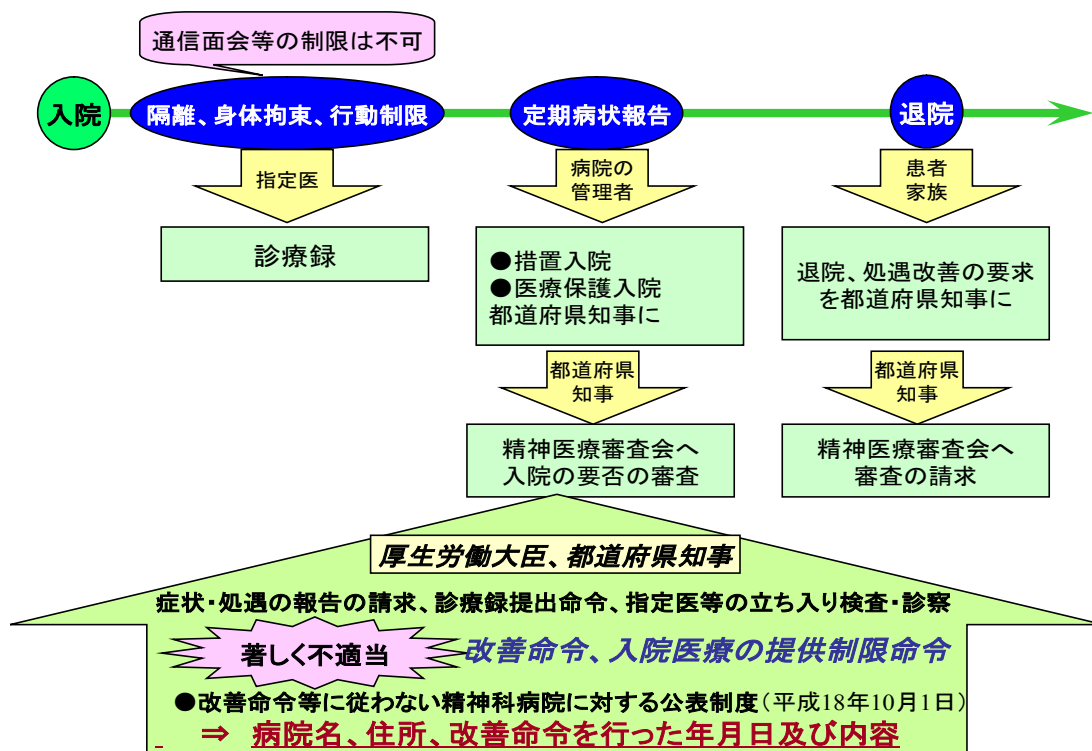 通信面会等の制限は不可
入院
隔離、身体拘束、行動制限
定期病状報告
退院
指定医
病院の
管理者
患者
家族
診療録
●措置入院
●医療保護入院
都道府県知事に
退院、処遇改善の要求
を都道府県知事に
都道府県
知事
都道府県
知事
精神医療審査会へ
入院の要否の審査
精神医療審査会へ
審査の請求
厚生労働大臣、都道府県知事
症状・処遇の報告の請求、診療録提出命令、指定医等の立ち入り検査・診察
著しく不適当
改善命令、入院医療の提供制限命令
●改善命令等に従わない精神科病院に対する公表制度(平成18年10月1日)
⇒ 病院名、住所、改善命令を行った年月日及び内容